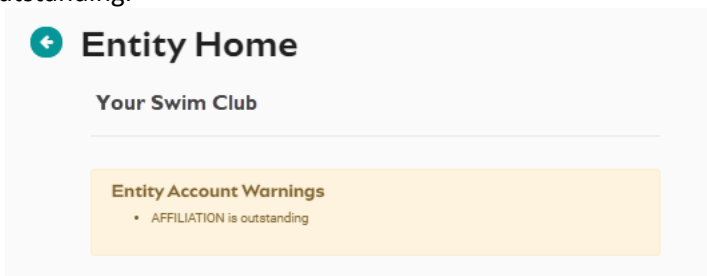 Entity Home
Your Swim Club
Entity Account Warnings
• AFFILIATION is outstanding